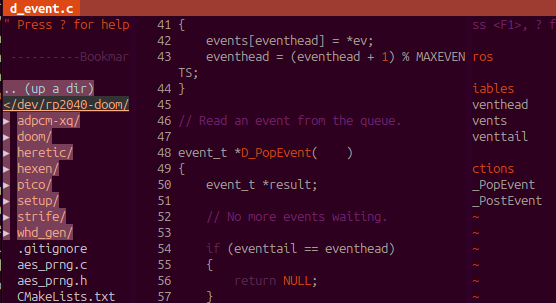 d_event.c
" Press ? for help
----------Bookmar
.. (up a dir)
</dev/rp2040-doom/
▸ adpcm-xq/
▸ doom/
▸ heretic/
▸ hexen/
▸ pico/
▸ setup/
▸ strife/
▸ whd_gen/
.gitignore
aes_prng.c
aes_prng.h
CMakeLists.txt
41 {
42 events[eventhead] = *ev;
43 eventhead = (eventhead + 1) % MAXEVEN
TS;
44 }
45
46 // Read an event from the queue.
47
48 event_t *D_PopEvent( )
49 {
50 event_t *result;
51
52 // No more events waiting.
53
54 if (eventtail == eventhead)
55 {
56 return NULL;
57 }
ss <F1>, ? f
ros
iables
venthead
vents
venttail
ctions
_PopEvent
_PostEvent
~
~
~
~
~